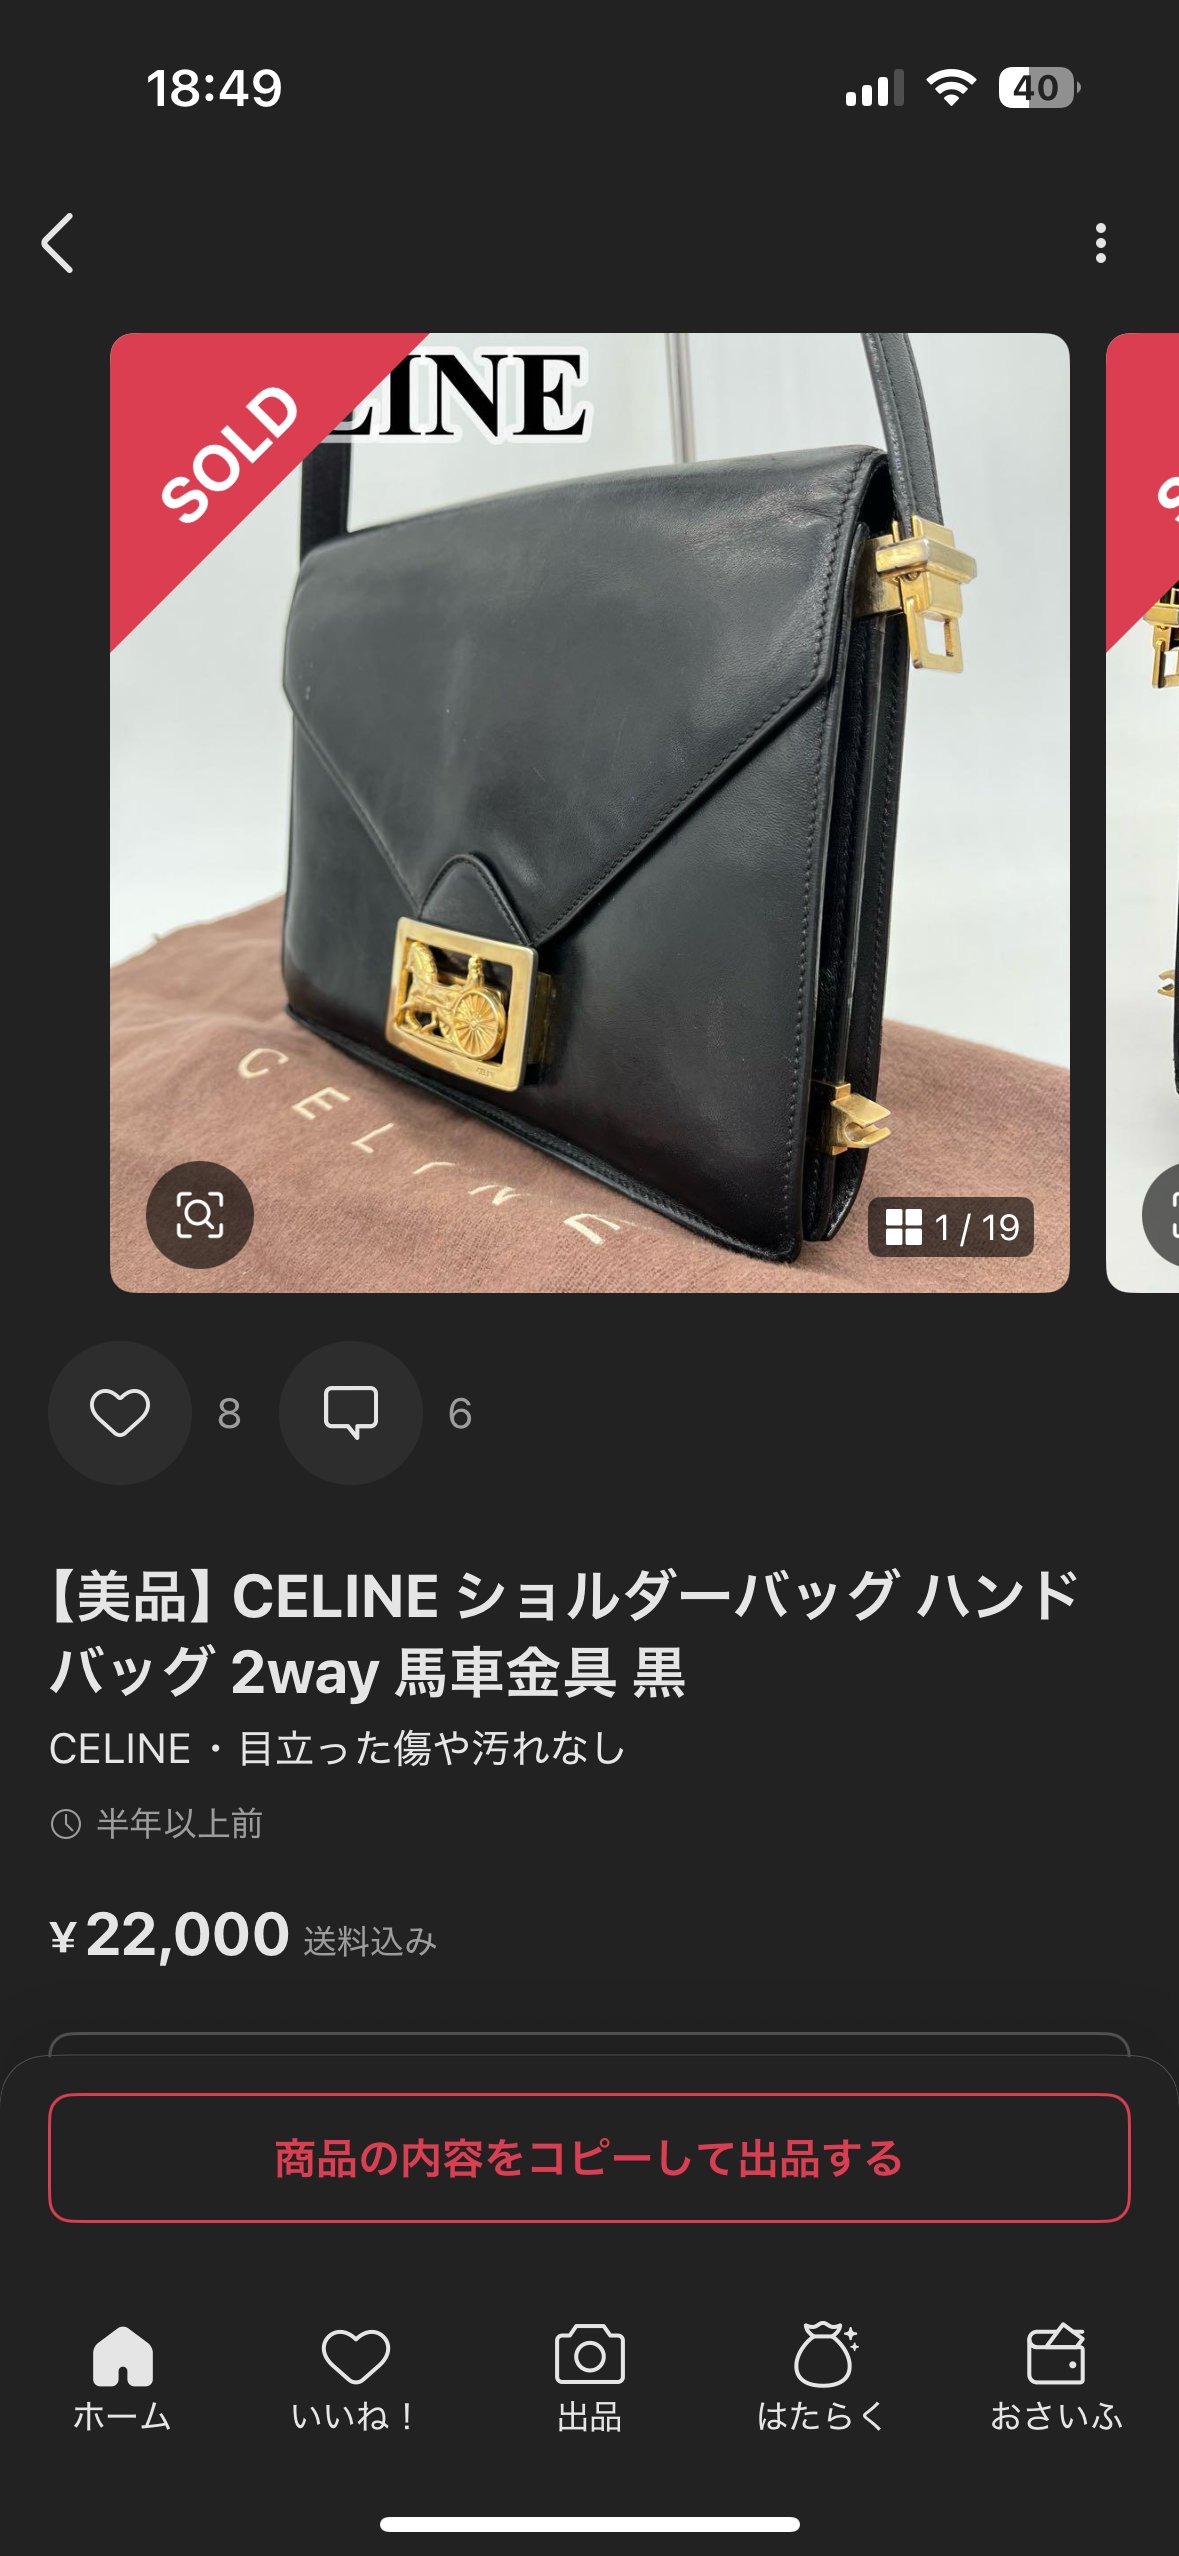 18:49
40
SOLD
LINE
CELINE
1 / 19
8
6
【美品】CELINE ショルダーバッグ ハンド
バッグ 2way 馬車金具 黒
CELINE・目立った傷や汚れなし
半年以上前
¥22,000 送料込み
商品の内容をコピーして出品する
ホーム
いいね！
出品
はたらく
おさいふ